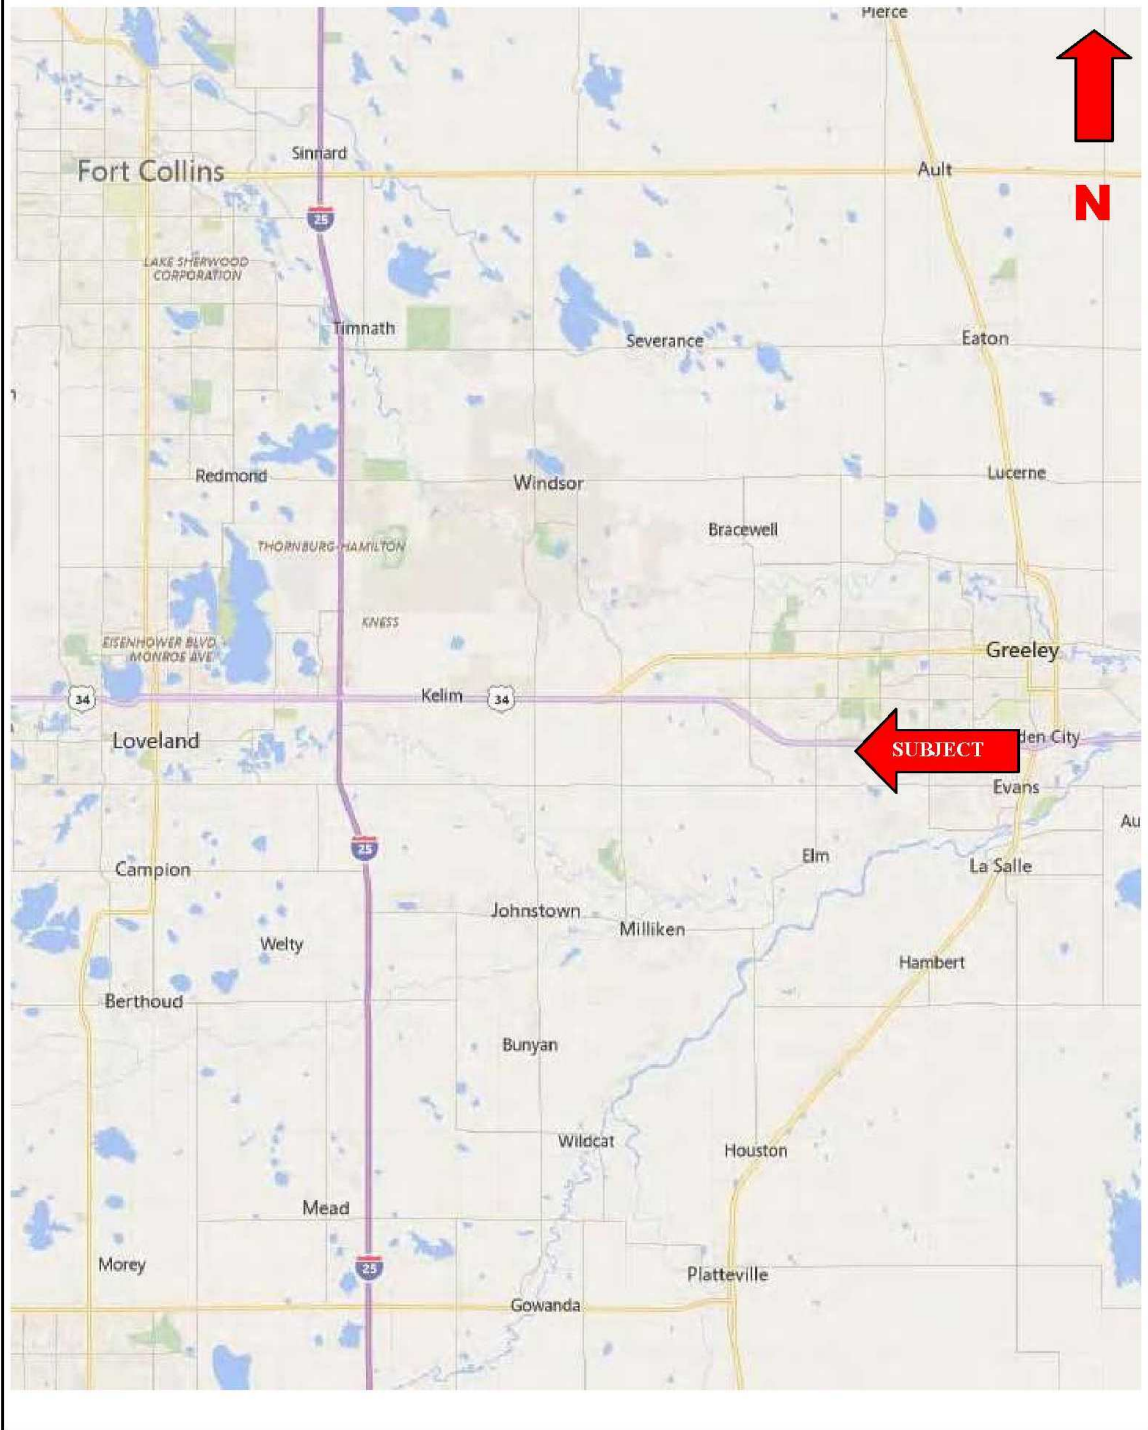 Pierce
Sinnard
Fort Collins
Ault
N
25
LAKE SHERWOOD
CORPORATION
Timnath
Severance
Eaton
Redmond
Windsor
Lucerne
Bracewell
THORNBURG-HAMILTON
KNESS
EISENHOWER BLVD. -
MONROE AVE
Greeley
34
Kelim
34
Loveland
SUBJECT
den City
Evans
Au
25
Elm
Campion
La Salle
Johnstown
Milliken
Welty
Hambert
Berthoud
Bunyan
Wildcat
Houston
Mead
Morey
25
Platteville
Gowanda